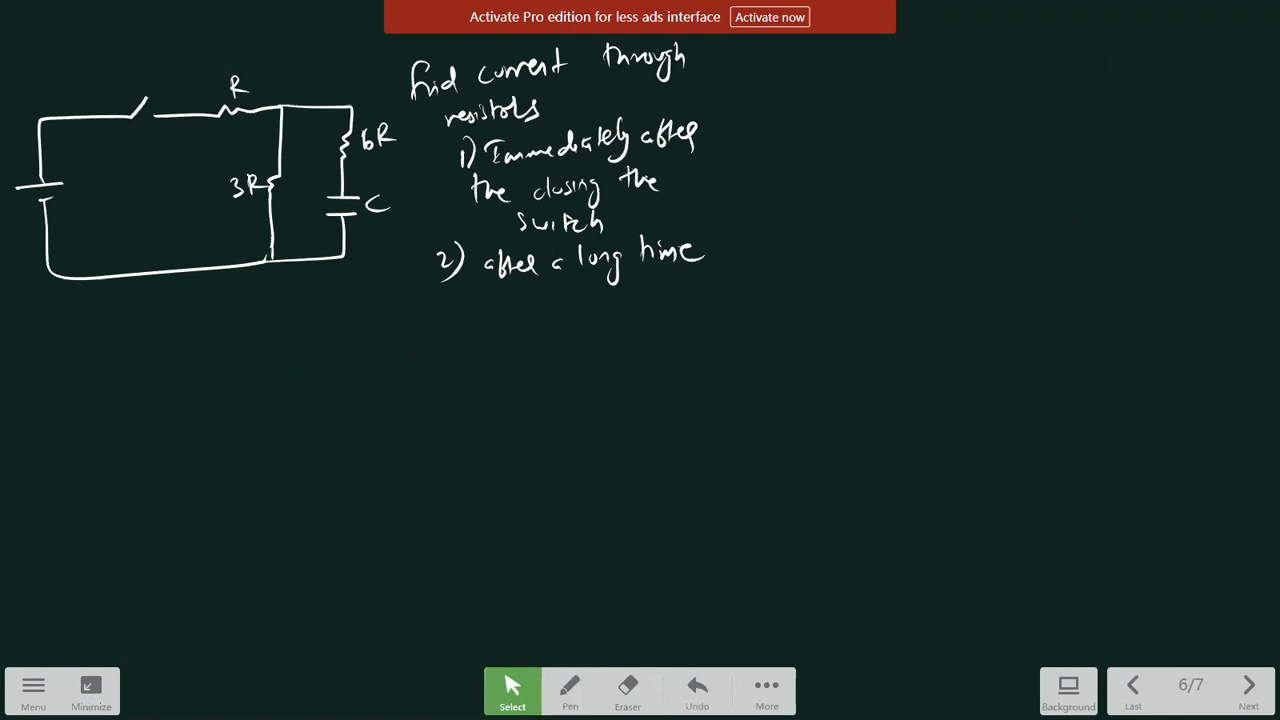 Activate Pro edition for less ads interface Activate now
R
6R
3R
C
find current through
resistors
1) Immediately after
the closing the
switch
2) after a long time
Menu Minimize Select Pen Eraser Undo More Background Last 6/7 Next